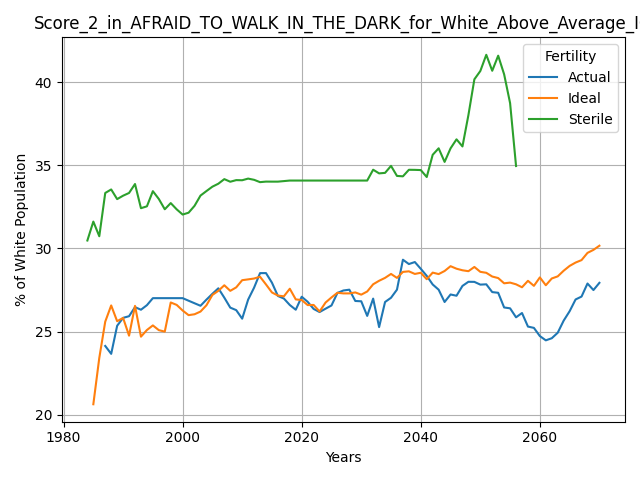 Score_2_in_AFRAID_TO_WALK_IN_THE_DARK_for_White_Above_Average_I
Fertility
Actual
Ideal
Sterile
% of White Population
40
35
30
25
20
1980 2000 2020 2040 2060
Years